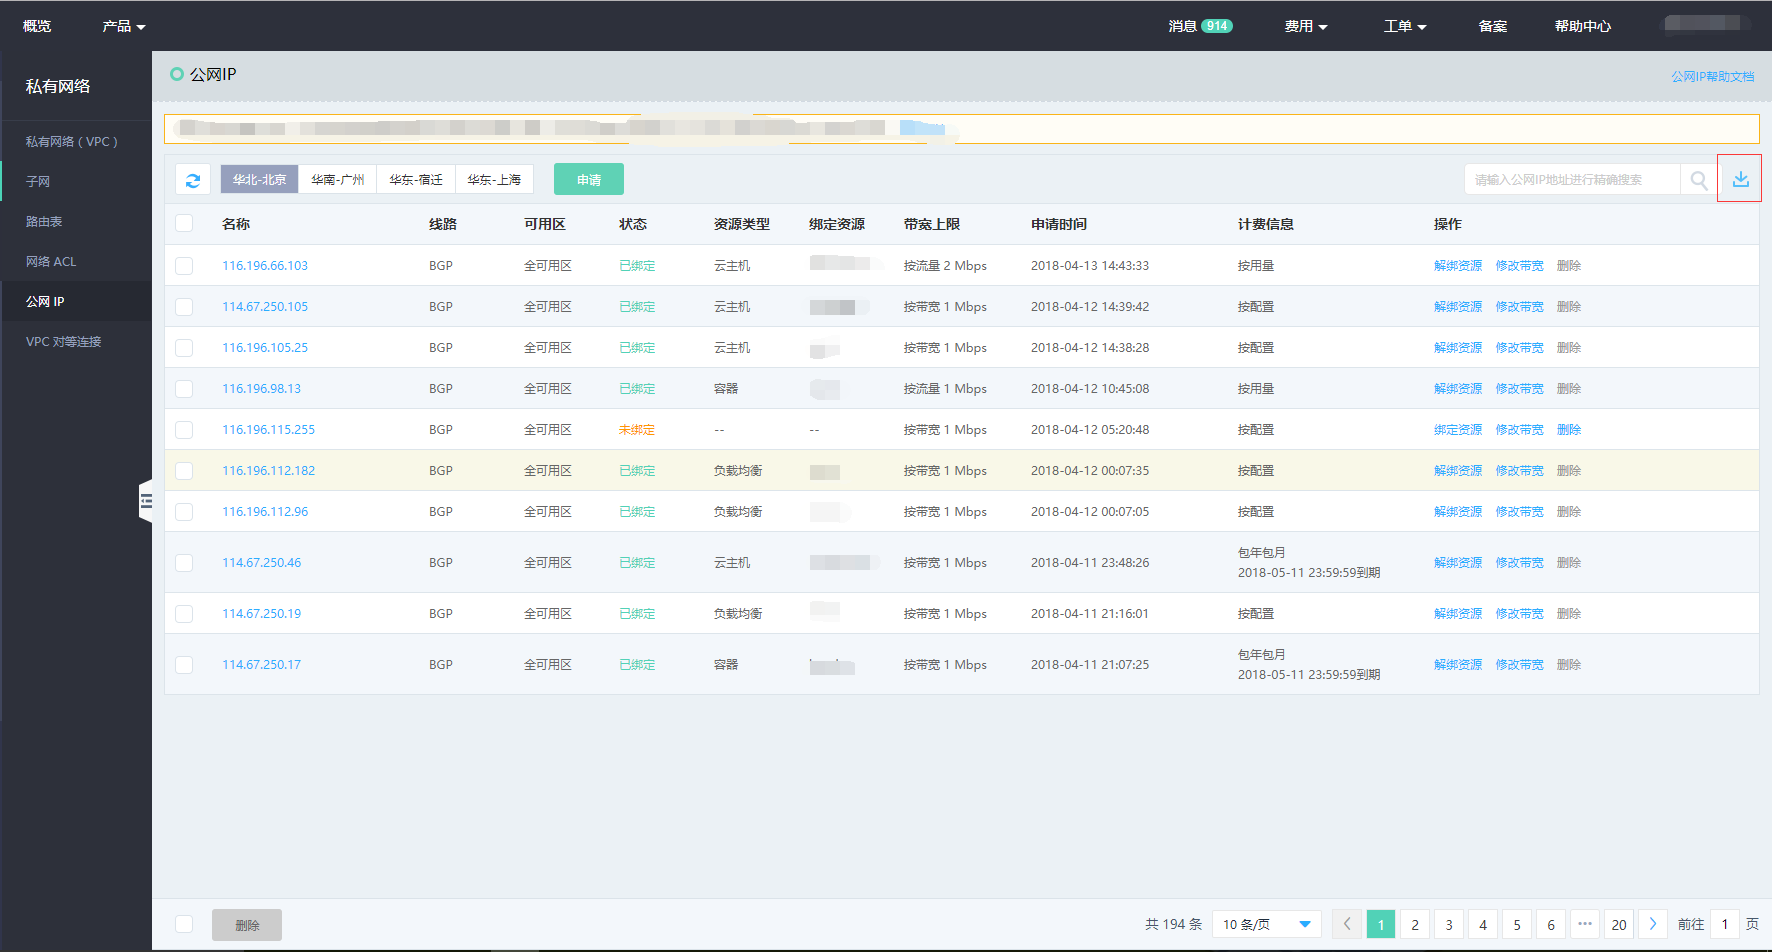 概览 产品 消息 914 费用 工单 备案 帮助中心
私有网络
私有网络（VPC）
子网
路由表
网络 ACL
公网 IP
VPC 对等连接
公网IP 公网IP帮助文档
华北-北京 华南-广州 华东-宿迁 华东-上海 申请 请输入公网IP地址进行精确搜索
名称 线路 可用区 状态 资源类型 绑定资源 带宽上限 申请时间 计费信息 操作
116.196.66.103 BGP 全可用区 已绑定 云主机 按流量 2 Mbps 2018-04-13 14:43:33 按用量 解绑资源 修改带宽 删除
114.67.250.105 BGP 全可用区 已绑定 云主机 按带宽 1 Mbps 2018-04-12 14:39:42 按配置 解绑资源 修改带宽 删除
116.196.105.25 BGP 全可用区 已绑定 云主机 按带宽 1 Mbps 2018-04-12 14:38:28 按配置 解绑资源 修改带宽 删除
116.196.98.13 BGP 全可用区 已绑定 容器 按流量 1 Mbps 2018-04-12 10:45:08 按用量 解绑资源 修改带宽 删除
116.196.115.255 BGP 全可用区 未绑定 -- -- 按带宽 1 Mbps 2018-04-12 05:20:48 按配置 绑定资源 修改带宽 删除
116.196.112.182 BGP 全可用区 已绑定 负载均衡 按带宽 1 Mbps 2018-04-12 00:07:35 按配置 解绑资源 修改带宽 删除
116.196.112.96 BGP 全可用区 已绑定 负载均衡 按带宽 1 Mbps 2018-04-12 00:07:05 按配置 解绑资源 修改带宽 删除
114.67.250.46 BGP 全可用区 已绑定 云主机 按带宽 1 Mbps 2018-04-11 23:48:26 包年包月 解绑资源 修改带宽 删除
2018-05-11 23:59:59到期
114.67.250.19 BGP 全可用区 已绑定 负载均衡 按带宽 1 Mbps 2018-04-11 21:16:01 按配置 解绑资源 修改带宽 删除
114.67.250.17 BGP 全可用区 已绑定 容器 按带宽 1 Mbps 2018-04-11 21:07:25 包年包月 解绑资源 修改带宽 删除
2018-05-11 23:59:59到期
删除 共 194 条 10 条/页 1 2 3 4 5 6 ••• 20 前往 1 页